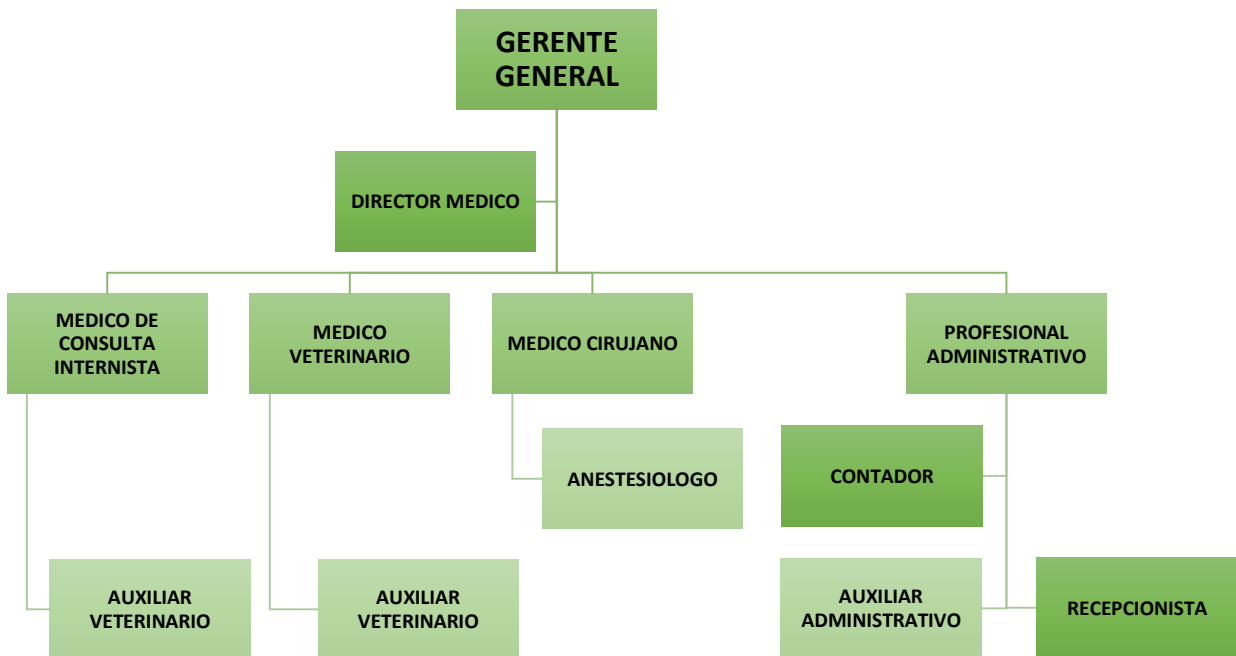 GERENTE
GENERAL
DIRECTOR MEDICO
MEDICO DE
CONSULTA
INTERNISTA
MEDICO
VETERINARIO
MEDICO CIRUJANO
PROFESIONAL
ADMINISTRATIVO
ANESTESIOLOGO
CONTADOR
AUXILIAR
VETERINARIO
AUXILIAR
VETERINARIO
AUXILIAR
ADMINISTRATIVO
RECEPCIONISTA